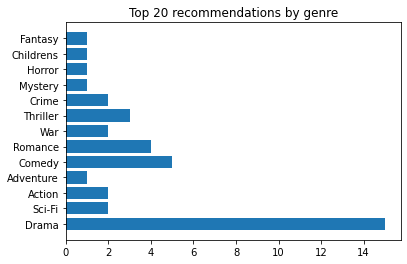 Top 20 recommendations by genre
Fantasy
Childrens
Horror
Mystery
Crime
Thriller
War
Romance
Comedy
Adventure
Action
Sci-Fi
Drama
0 2 4 6 8 10 12 14